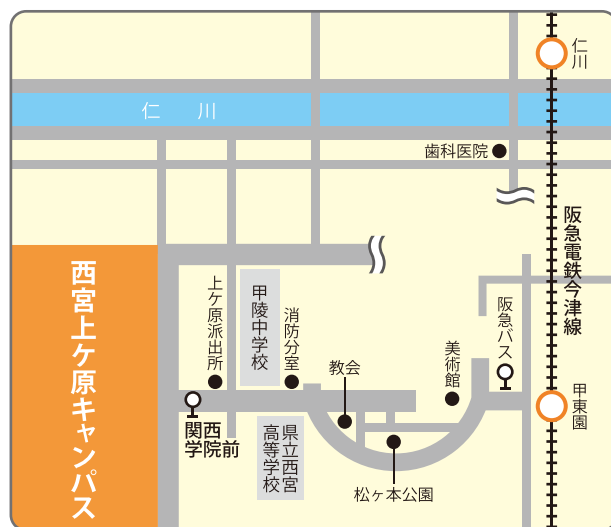 仁川
仁　川
歯科医院
阪急電鉄今津線
西宮上ケ原キャンパス
上ケ原派出所
甲陵中学校
消防分室
教会
美術館
阪急バス
甲東園
関西
学院前
県立西宮
高等学校
松ヶ本公園